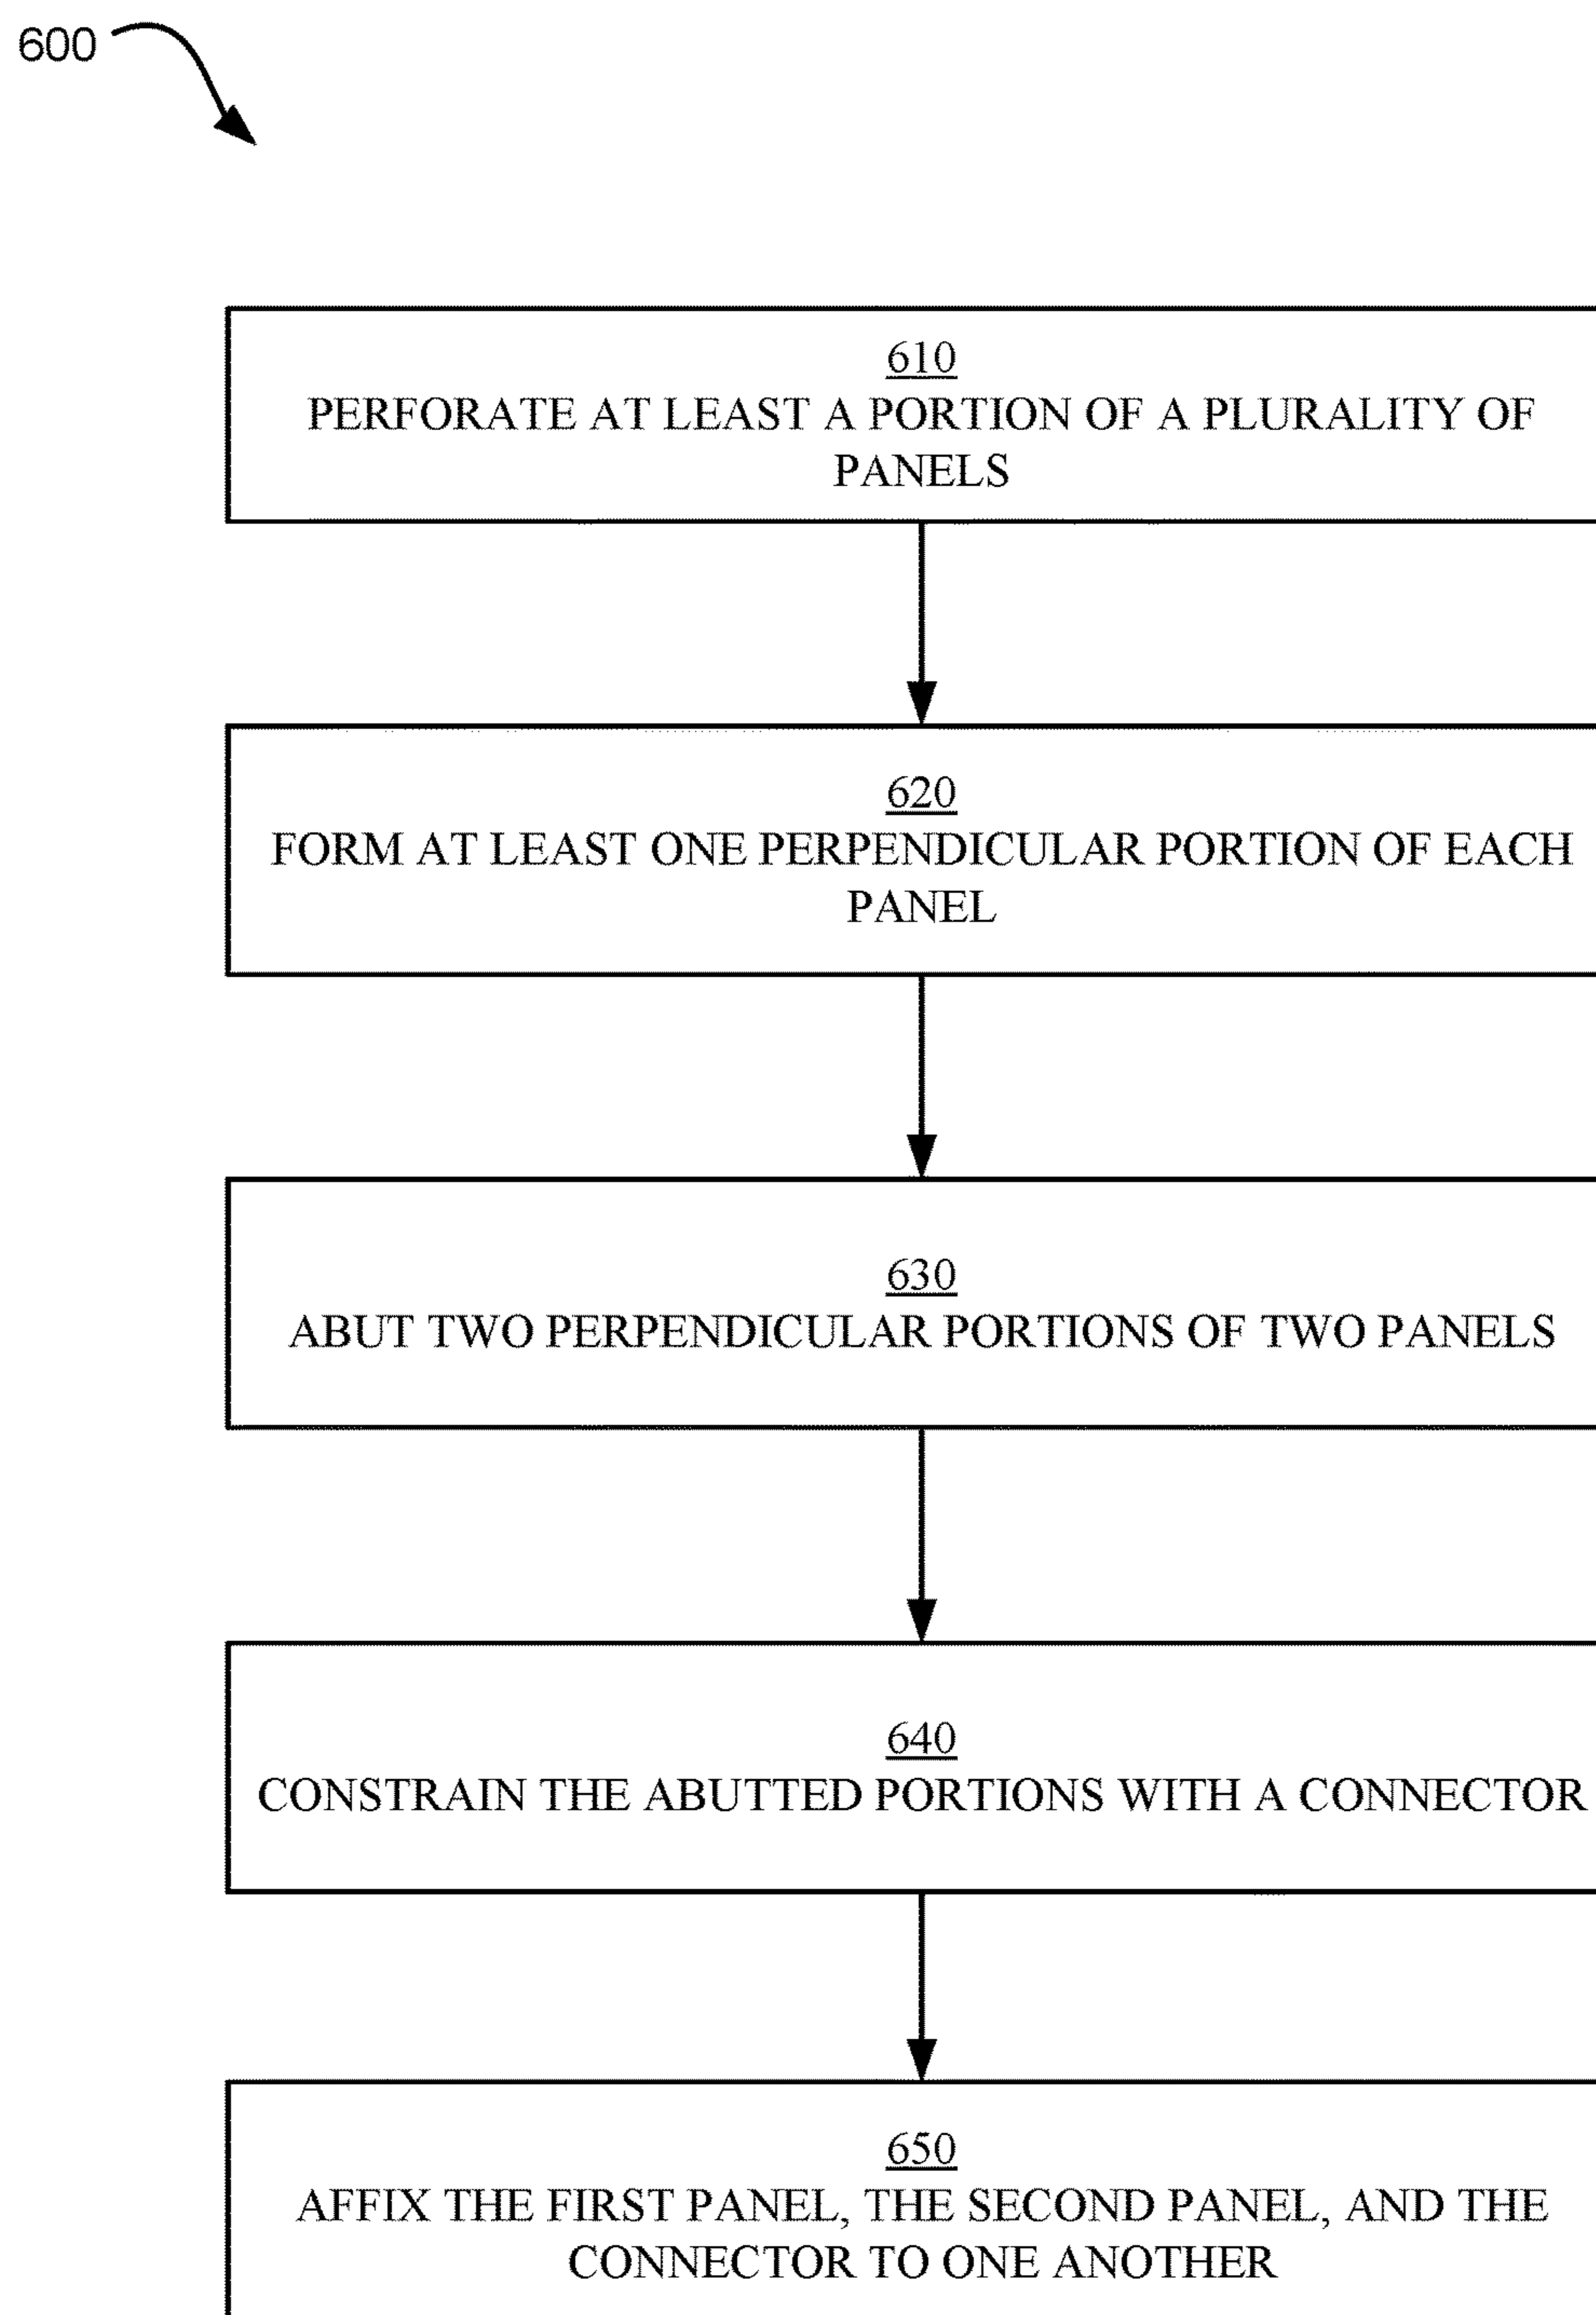 600
610
PERFORATE AT LEAST A PORTION OF A PLURALITY OF
PANELS
620
FORM AT LEAST ONE PERPENDICULAR PORTION OF EACH
PANEL
630
ABUT TWO PERPENDICULAR PORTIONS OF TWO PANELS
640
CONSTRAIN THE ABUTTED PORTIONS WITH A CONNECTOR
650
AFFIX THE FIRST PANEL, THE SECOND PANEL, AND THE
CONNECTOR TO ONE ANOTHER